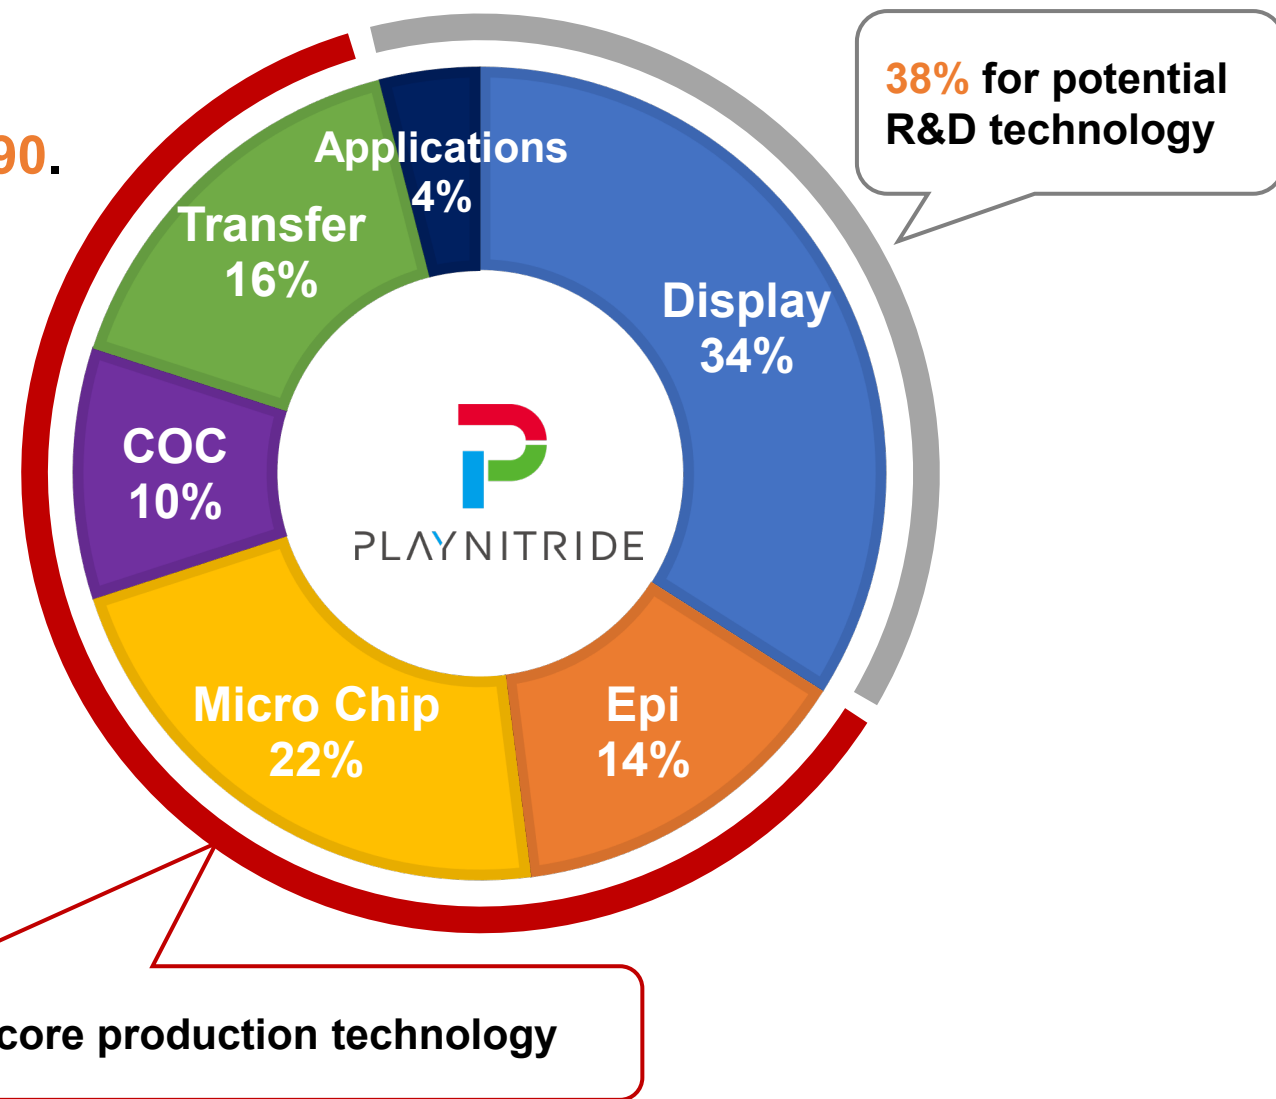 90.
38% for potential
R&D technology
Applications
4%
Transfer
16%
Display
34%
COC
10%
PLAYNITRIDE
Micro Chip
22%
Epi
14%
core production technology